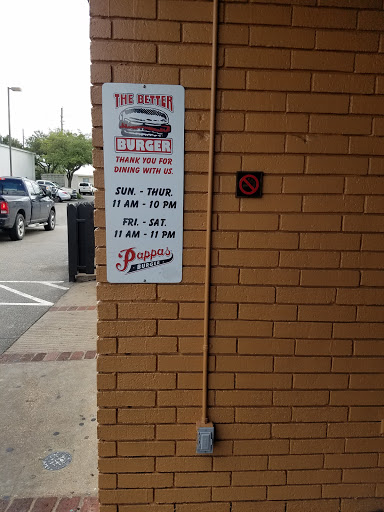 THE BETTER
BURGER
THANK YOU FOR
DINING WITH US.
SUN. - THUR.
11 AM - 10 PM
FRI. - SAT.
11 AM - 11 PM
Pappas
BURGER